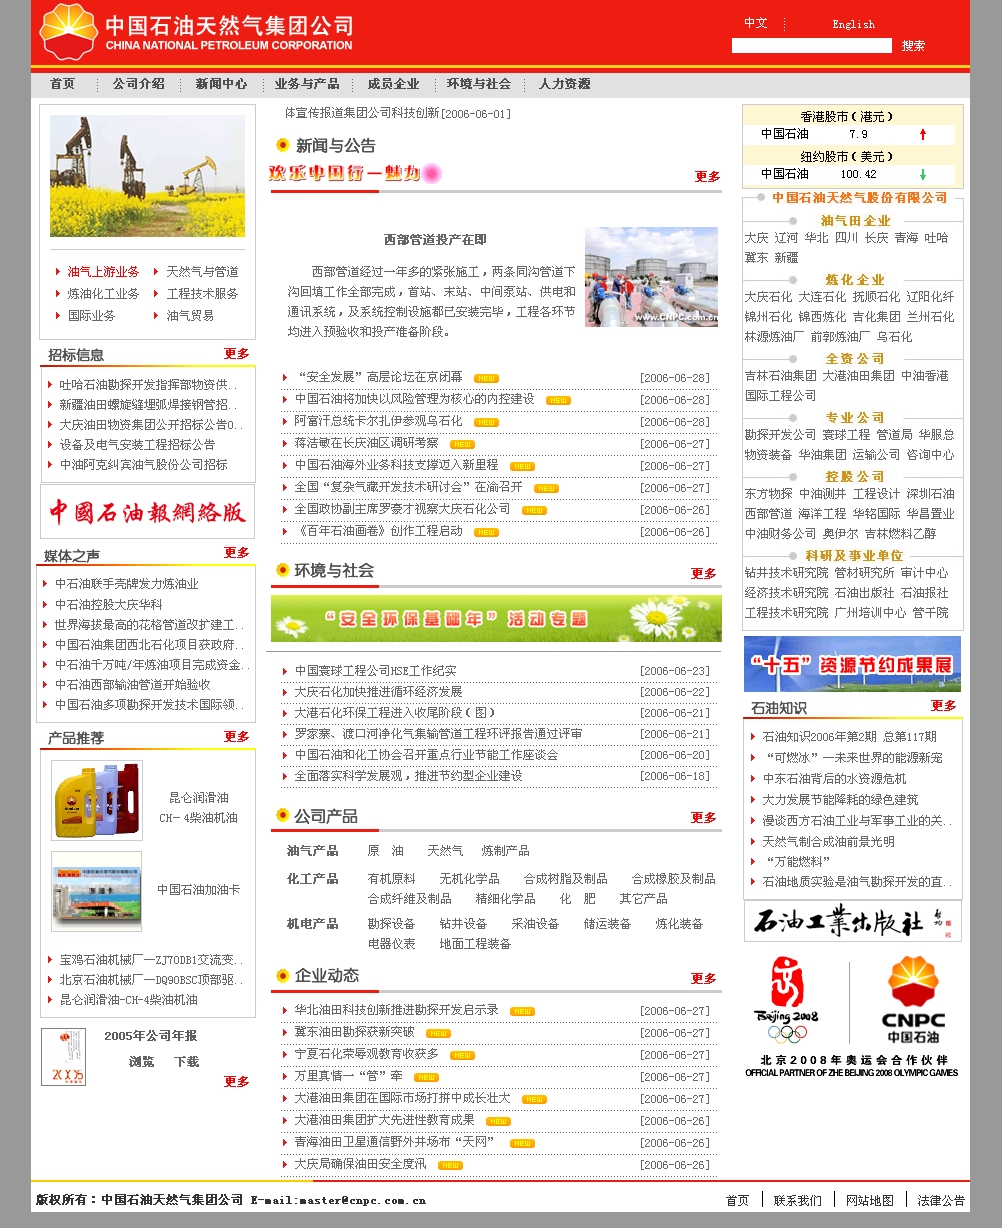 中国石油天然气集团公司
CHINA NATIONAL PETROLEUM CORPORATION
中文 English
搜索
首页 公司介绍 新闻中心 业务与产品 成员企业 环境与社会 人力资源
油气上游业务 天然气与管道
炼油化工业务 工程技术服务
国际业务 油气贸易
招标信息 更多
吐哈石油勘探开发指挥部物资供..
新疆油田螺旋缝埋弧焊接钢管招..
大庆油田物资集团公开招标公告0..
设备及电气安装工程招标公告
中油阿克纠宾油气股份公司招标
中國石油報網絡版
媒体之声 更多
中石油联手壳牌发力炼油业
中石油控股大庆华科
世界海拔最高的花格管道改扩建工..
中国石油集团西北石化项目获政府..
中石油千万吨/年炼油项目完成资金..
中石油西部输油管道开始验收
中国石油多项勘探开发技术国际领..
产品推荐 更多
昆仑润滑油
CH-4柴油机油
中国石油加油卡
宝鸡石油机械厂—ZJ70DB1交流变..
北京石油机械厂—DQ90BSC顶部驱..
昆仑润滑油-CH-4柴油机油
2005年公司年报
浏览 下载
2005
更多
体宣传报道集团公司科技创新[2006-06-01]
新闻与公告
欢乐中国行—魅力 更多
西部管道投产在即
西部管道经过一年多的紧张施工，两条同沟管道下
沟回填工作全部完成，首站、末站、中间泵站、供电和
通讯系统，及系统控制设施都已安装完毕，工程各环节
均进入预验收和投产准备阶段。
www.CNPC.com.cn
“安全发展”高层论坛在京闭幕 NEW [2006-06-28]
中国石油将加快以风险管理为核心的内控建设 NEW [2006-06-28]
阿富汗总统卡尔扎伊参观乌石化 NEW [2006-06-28]
蒋洁敏在长庆油区调研考察 NEW [2006-06-27]
中国石油海外业务科技支撑迈入新里程 NEW [2006-06-27]
全国“复杂气藏开发技术研讨会”在渝召开 NEW [2006-06-27]
全国政协副主席罗豪才视察大庆石化公司 NEW [2006-06-26]
《百年石油画卷》创作工程启动 NEW [2006-06-26]
环境与社会 更多
“安全环保基础年”活动专题
中国寰球工程公司HSE工作纪实 [2006-06-23]
大庆石化加快推进循环经济发展 [2006-06-22]
大港石化环保工程进入收尾阶段（图） [2006-06-21]
罗家寨、渡口河净化气集输管道工程环评报告通过评审 [2006-06-21]
中国石油和化工协会召开重点行业节能工作座谈会 [2006-06-20]
全面落实科学发展观，推进节约型企业建设 [2006-06-18]
公司产品 更多
油气产品 原 油 天然气 炼制产品
化工产品 有机原料 无机化学品 合成树脂及制品 合成橡胶及制品
合成纤维及制品 精细化学品 化 肥 其它产品
机电产品 勘探设备 钻井设备 采油设备 储运装备 炼化装备
电器仪表 地面工程装备
企业动态 更多
华北油田科技创新推进勘探开发启示录 NEW [2006-06-27]
冀东油田勘探获新突破 NEW [2006-06-27]
宁夏石化荣辱观教育收获多 NEW [2006-06-27]
万里真情一“管”牵 NEW [2006-06-27]
大港油田集团在国际市场打拼中成长壮大 NEW [2006-06-27]
大港油田集团扩大先进性教育成果 NEW [2006-06-26]
青海油田卫星通信野外井场布“天网” NEW [2006-06-26]
大庆局确保油田安全度汛 NEW [2006-06-26]
香港股市（港元）
中国石油 7.9 ↑
纽约股市（美元）
中国石油 100.42 ↓
中国石油天然气股份有限公司
油气田企业
大庆 辽河 华北 四川 长庆 青海 吐哈
冀东 新疆
炼化企业
大庆石化 大连石化 抚顺石化 辽阳化纤
锦州石化 锦西炼化 吉化集团 兰州石化
林源炼油厂 前郭炼油厂 乌石化
全资公司
吉林石油集团 大港油田集团 中油香港
国际工程公司
专业公司
勘探开发公司 寰球工程 管道局 华服总
物资装备 华油集团 运输公司 咨询中心
控股公司
东方物探 中油测井 工程设计 深圳石油
西部管道 海洋工程 华铭国际 华昌置业
中油财务公司 奥伊尔 吉林燃料乙醇
科研及事业单位
钻井技术研究院 管材研究所 审计中心
经济技术研究院 石油出版社 石油报社
工程技术研究院 广州培训中心 管干院
“十五”资源节约成果展
石油知识 更多
石油知识2006年第2期 总第117期
“可燃冰”—未来世界的能源新宠
中东石油背后的水资源危机
大力发展节能降耗的绿色建筑
漫谈西方石油工业与军事工业的关..
天然气制合成油前景光明
“万能燃料”
石油地质实验是油气勘探开发的直..
石油工業出版社
Beijing 2008
CNPC
中国石油
北京2008年奥运会合作伙伴
OFFICIAL PARTNER OF THE BEIJING 2008 OLYMPIC GAMES
版权所有：中国石油天然气集团公司 E-mail:master@cnpc.com.cn
首页 联系我们 网站地图 法律公告